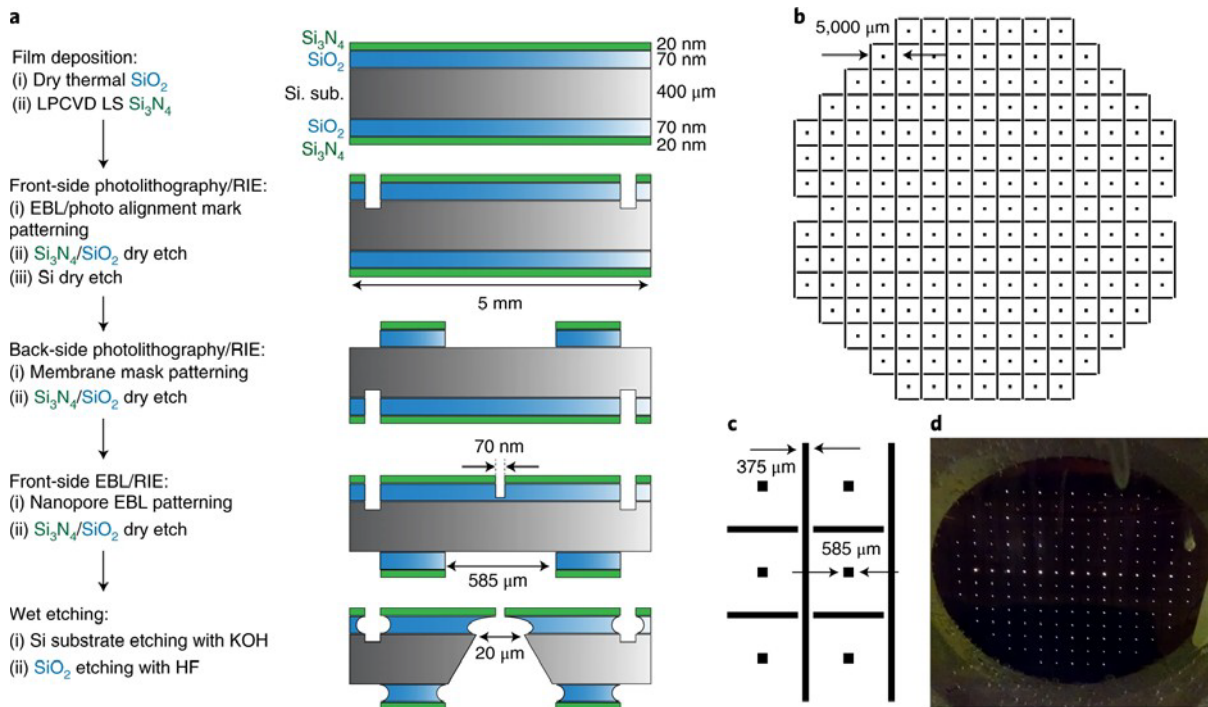 a
Film deposition:
(i) Dry thermal SiO₂
(ii) LPCVD LS Si₃N₄
Front-side photolithography/RIE:
(i) EBL/photo alignment mark
patterning
(ii) Si₃N₄/SiO₂ dry etch
(iii) Si dry etch
Back-side photolithography/RIE:
(i) Membrane mask patterning
(ii) Si₃N₄/SiO₂ dry etch
Front-side EBL/RIE:
(i) Nanopore EBL patterning
(ii) Si₃N₄/SiO₂ dry etch
Wet etching:
(i) Si substrate etching with KOH
(ii) SiO₂ etching with HF
Si₃N₄
SiO₂
Si. sub.
SiO₂
Si₃N₄
20 nm
70 nm
400 μm
70 nm
20 nm
5 mm
70 nm
585 μm
20 μm
b
5,000 μm
c
375 μm
585 μm
d